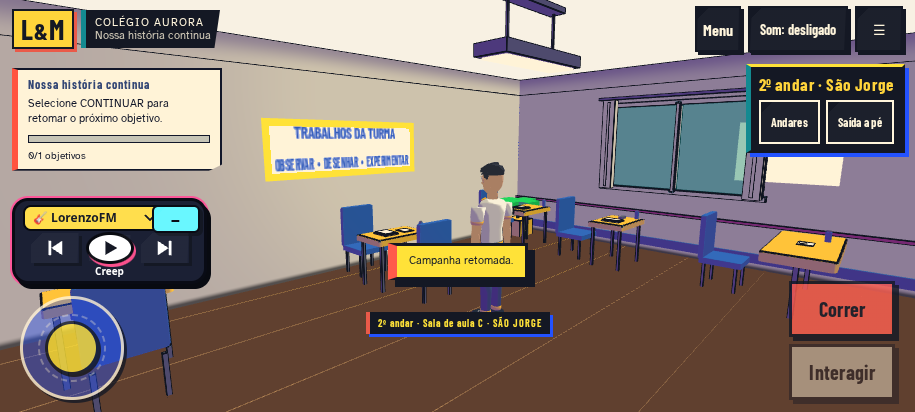 L&M
COLÉGIO AURORA
Nossa história continua
Menu
Som: desligado
☰
Nossa história continua
Selecione CONTINUAR para
retomar o próximo objetivo.
0/1 objetivos
2º andar · São Jorge
Andares
Saída a pé
TRABALHOS DA TURMA
OBSERVAR • DESENHAR • EXPERIMENTAR
🎸 LorenzoFM
–
Creep
Campanha retomada.
2º andar · Sala de aula C · SÃO JORGE
Correr
Interagir